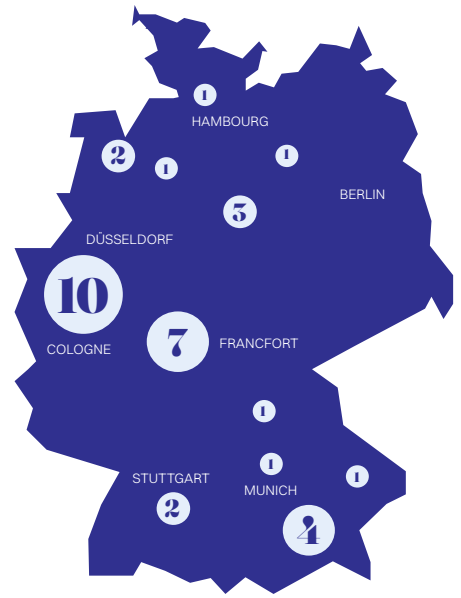 1
HAMBOURG
2
1
1
BERLIN
3
DÜSSELDORF
10
7
FRANCFORT
COLOGNE
1
1
1
STUTTGART
MUNICH
2
4